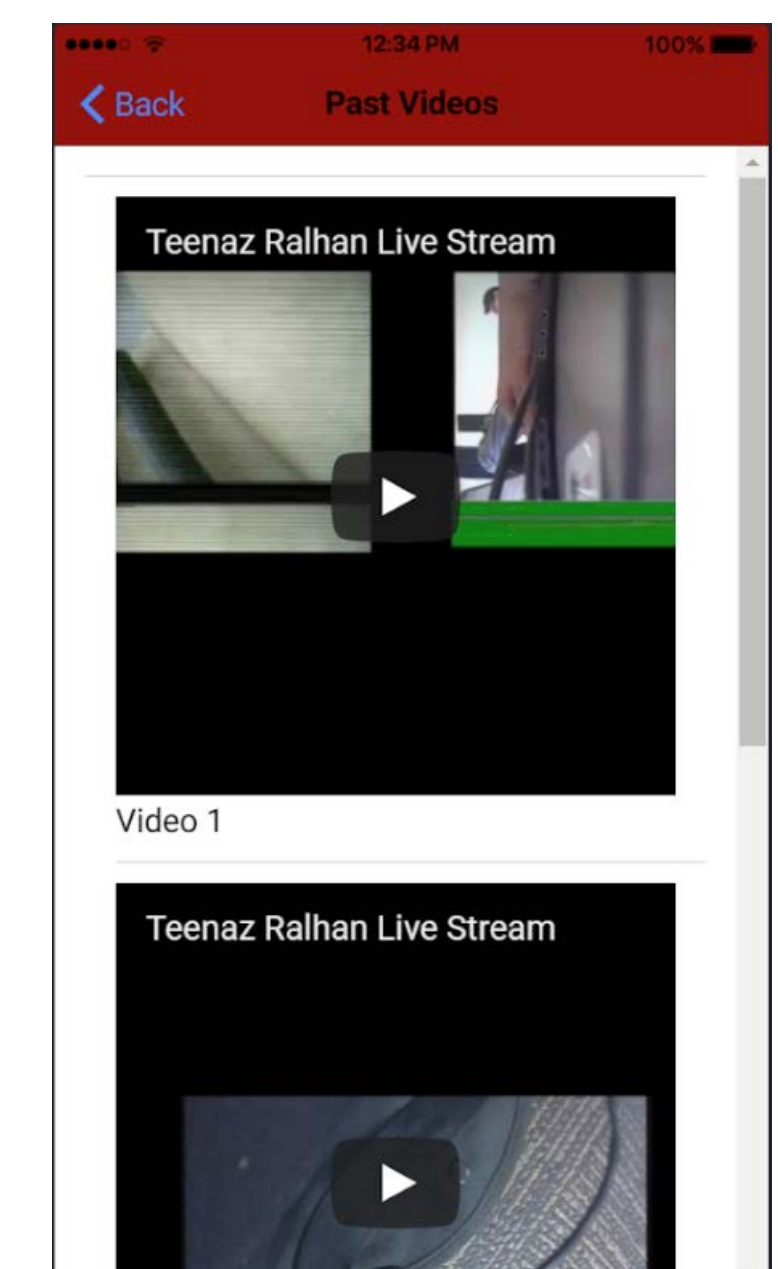 12:34 PM
100%
Back
Past Videos
Teenaz Ralhan Live Stream
Video 1
Teenaz Ralhan Live Stream